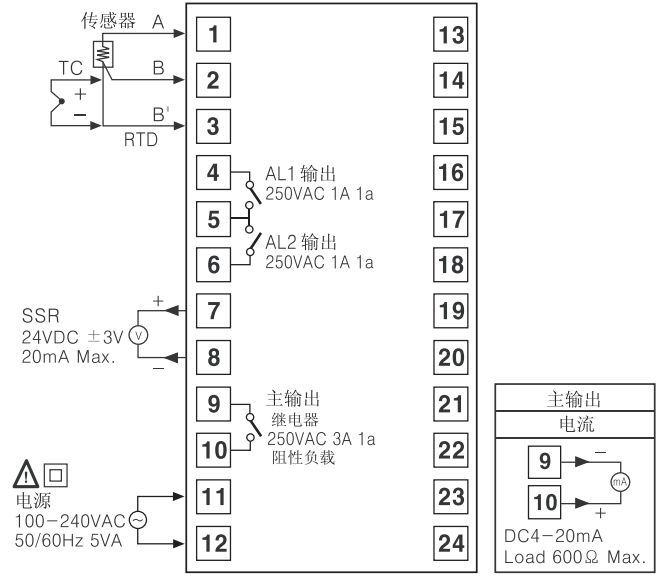 传感器 A
B
TC
+
−
B'
RTD
1
2
3
4
5
6
7
8
9
10
11
12
13
14
15
16
17
18
19
20
21
22
23
24
AL1 输出
250VAC 1A 1a
AL2 输出
250VAC 1A 1a
+
SSR
24VDC ±3V
20mA Max.
V
−
主输出
继电器
250VAC 3A 1a
阻性负载
!
电源
100−240VAC
50/60Hz 5VA
主输出
电流
9
−
mA
10
+
DC4−20mA
Load 600Ω Max.